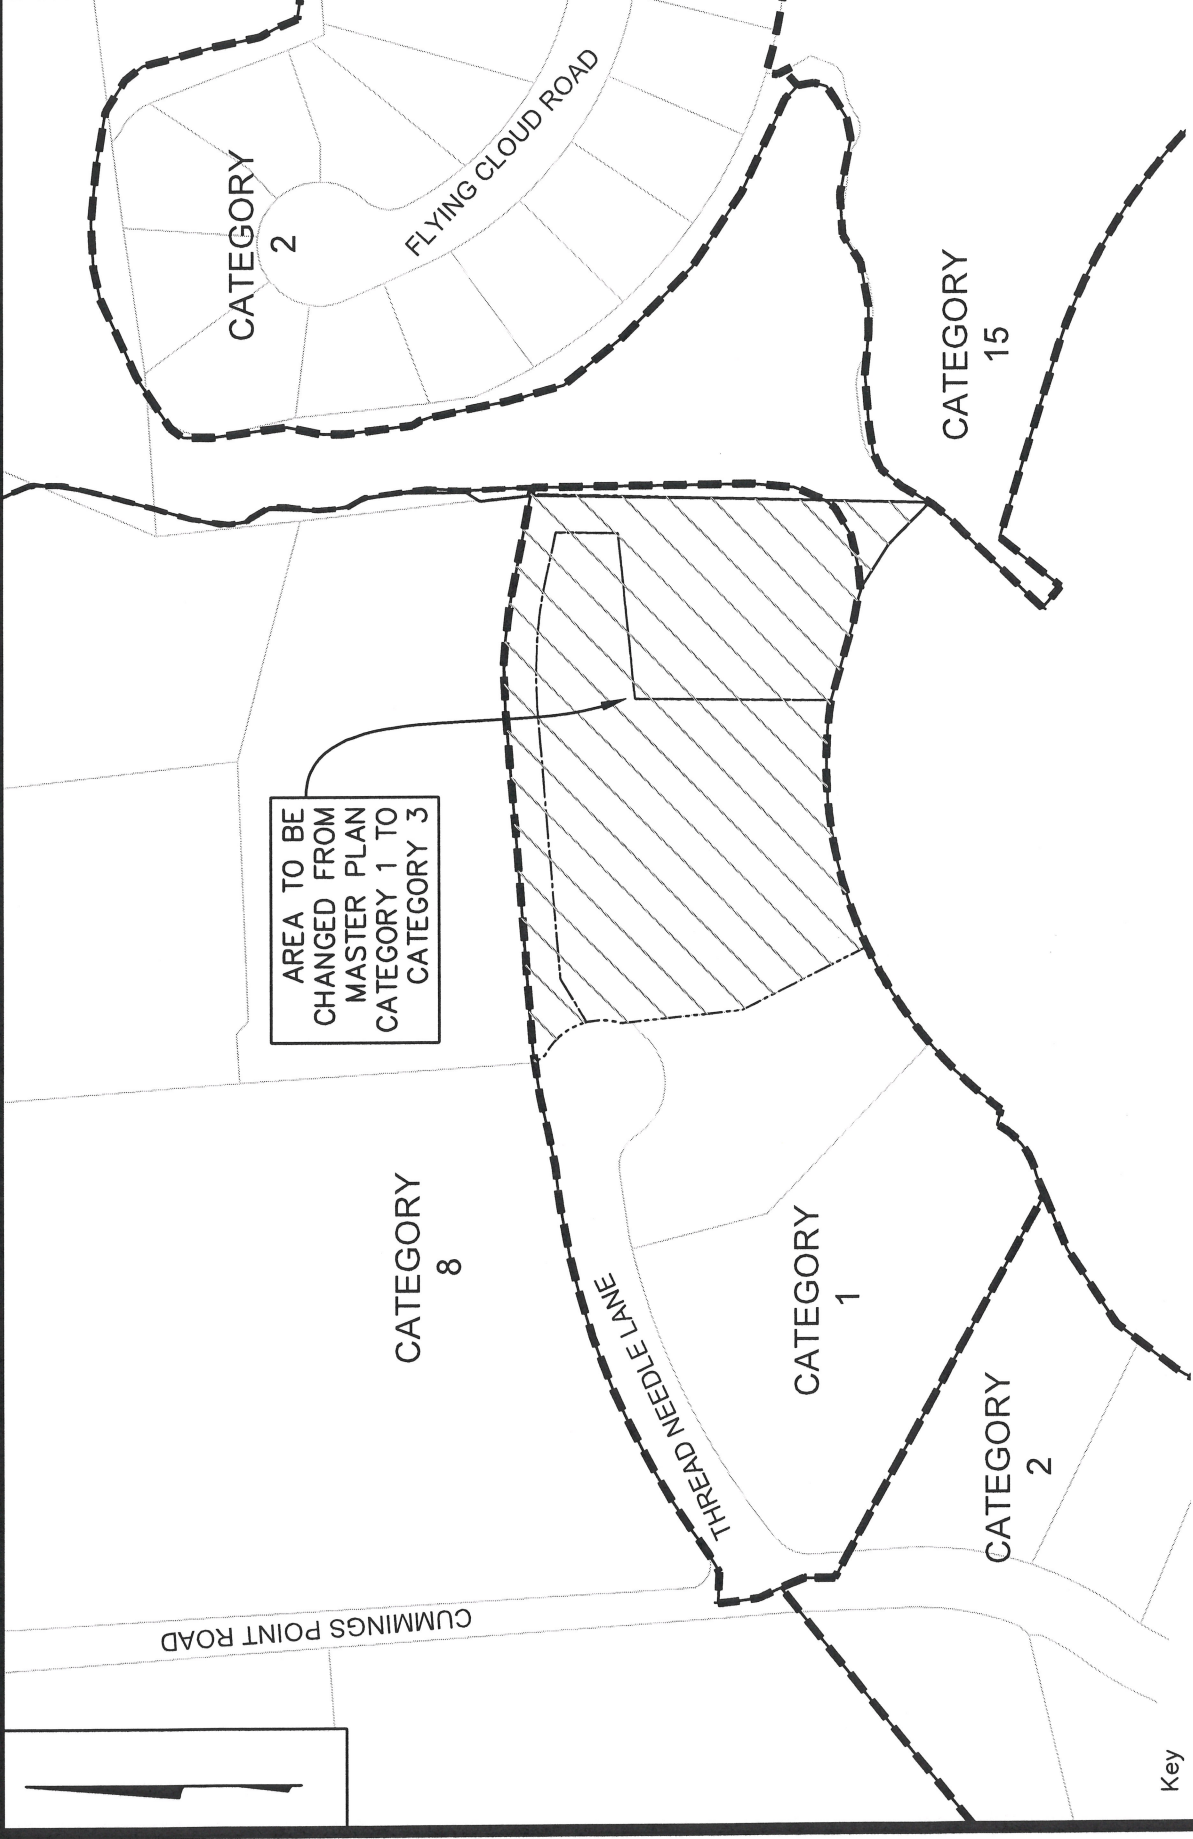 CATEGORY
2
FLYING CLOUD ROAD
CATEGORY
15
AREA TO BE
CHANGED FROM
MASTER PLAN
CATEGORY 1 TO
CATEGORY 3
CATEGORY
8
THREAD NEEDLE LANE
CATEGORY
1
CATEGORY
2
CUMMINGS POINT ROAD
Key